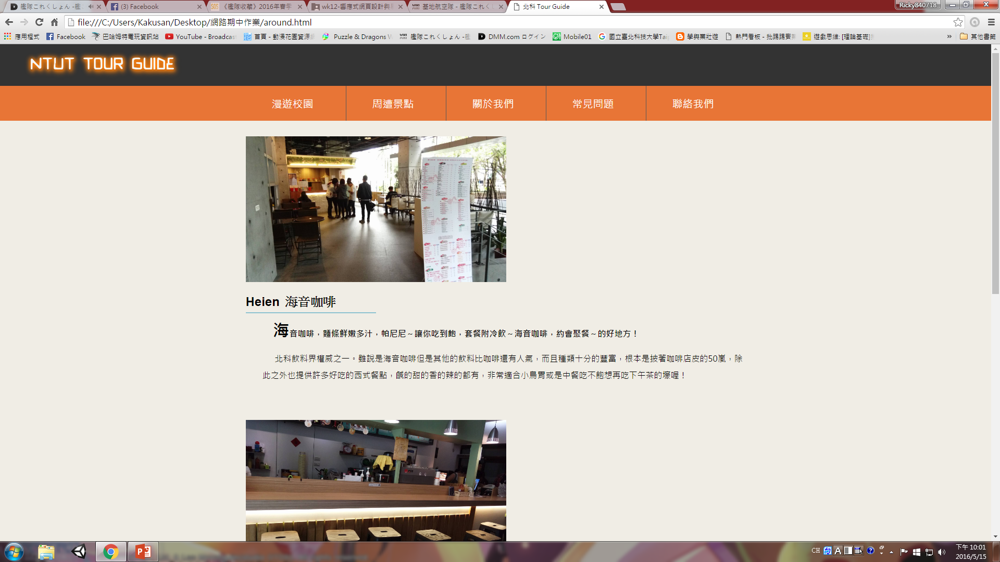 艦隊これくしょん -艦
(3) Facebook
《艦隊收藏》2016年春季
wk12-響應式網頁設計與
基地航空隊 - 艦隊これくし
北科 Tour Guide
Ricky840718
file:///C:/Users/Kakusan/Desktop/網路期中作業/around.html
應用程式
Facebook
巴哈姆特電玩資訊站
YouTube - Broadcast
首頁 - 動漫花園資源
Puzzle & Dragons
艦隊これくしょん -艦
DMM.com ログイン
Mobile01
國立臺北科技大學Tai
學與業壯遊
熱門看板 - 批踢踢實
遊戲思維: [理論基礎]
»
其他書籤
NTUT TOUR GUIDE
漫遊校園
周遭景點
關於我們
常見問題
聯絡我們
Heien 海音咖啡
海音咖啡，麵條鮮嫩多汁，帕尼尼～讓你吃到飽，套餐附冷飲～海音咖啡，約會聚餐～的好地方！
北科飲料界權威之一。雖說是海音咖啡但是其他的飲料比咖啡還有人氣，而且種類十分的豐富，根本是披著咖啡店皮的50嵐，除
此之外也提供許多好吃的西式餐點，鹹的甜的香的辣的都有，非常適合小鳥胃或是中餐吃不飽想再吃下午茶的壕喔！
CH
下午 10:01
2016/5/15